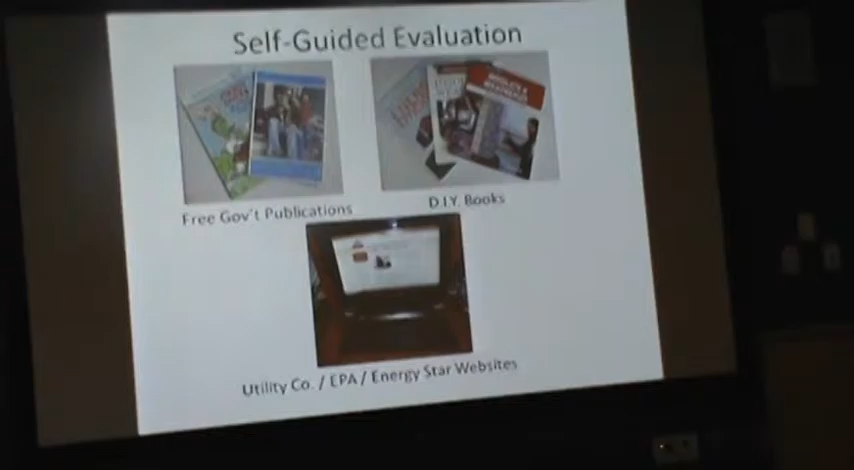 Self-Guided Evaluation
Free Gov't Publications
D.I.Y. Books
Utility Co. / EPA / Energy Star Websites